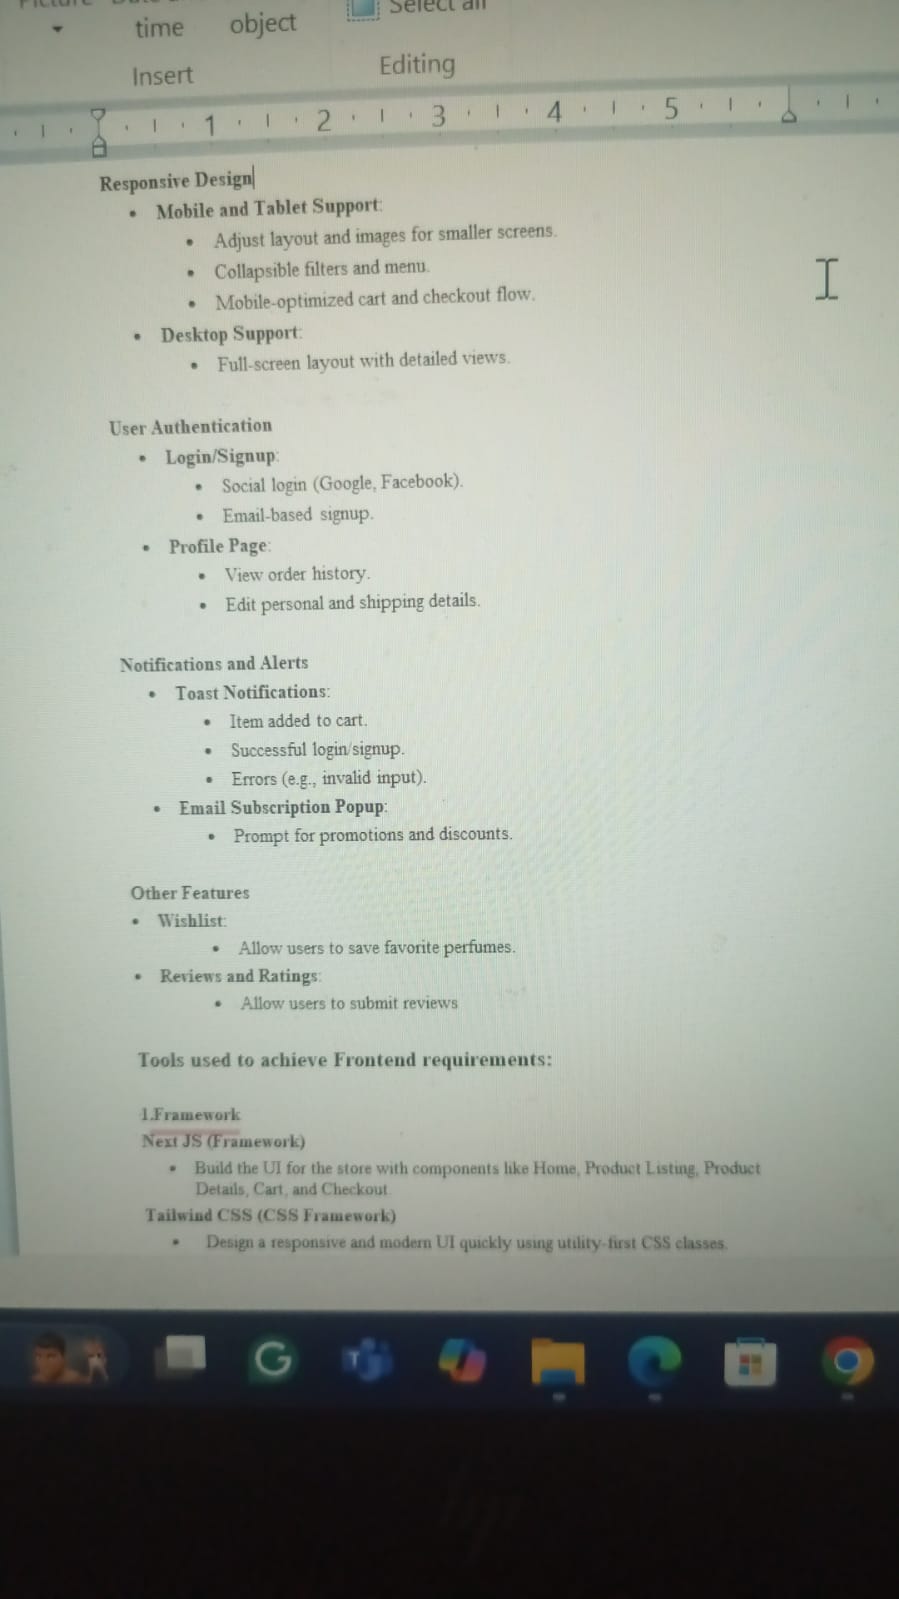 time object Select all
Insert Editing
1 2 3 4 5
Responsive Design
• Mobile and Tablet Support:
• Adjust layout and images for smaller screens.
• Collapsible filters and menu.
• Mobile-optimized cart and checkout flow.
• Desktop Support:
• Full-screen layout with detailed views.
User Authentication
• Login/Signup:
• Social login (Google, Facebook).
• Email-based signup.
• Profile Page:
• View order history.
• Edit personal and shipping details.
Notifications and Alerts
• Toast Notifications:
• Item added to cart.
• Successful login/signup.
• Errors (e.g., invalid input).
• Email Subscription Popup:
• Prompt for promotions and discounts.
Other Features
• Wishlist:
• Allow users to save favorite perfumes.
• Reviews and Ratings:
• Allow users to submit reviews
Tools used to achieve Frontend requirements:
1.Framework
Next JS (Framework)
• Build the UI for the store with components like Home, Product Listing, Product
Details, Cart, and Checkout.
Tailwind CSS (CSS Framework)
• Design a responsive and modern UI quickly using utility-first CSS classes.